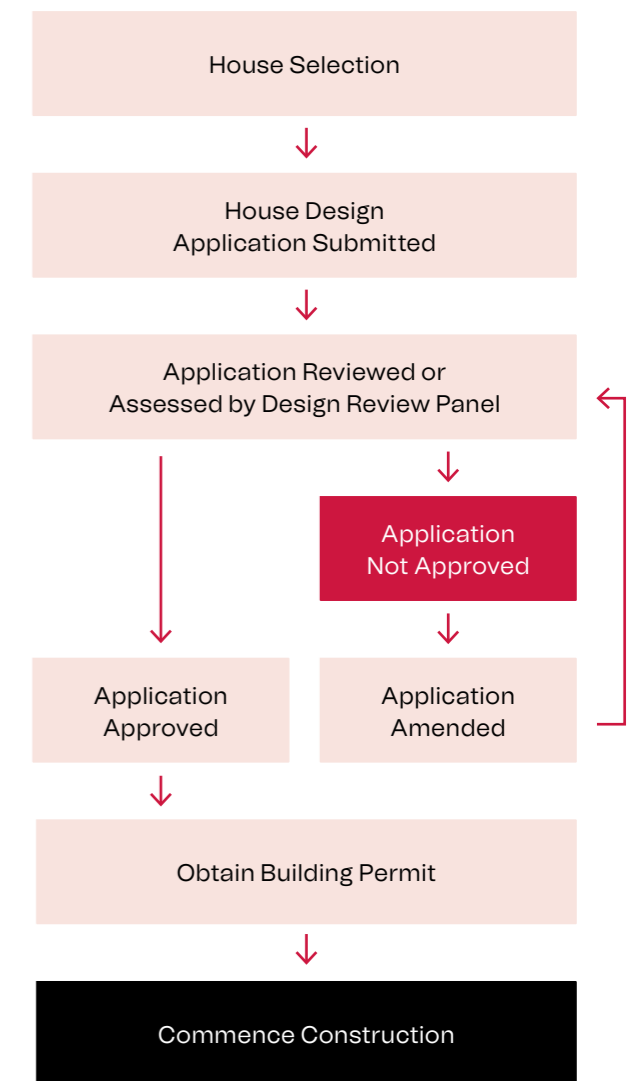 House Selection
House Design
Application Submitted
Application Reviewed or
Assessed by Design Review Panel
Application
Not Approved
Application
Approved
Application
Amended
Obtain Building Permit
Commence Construction